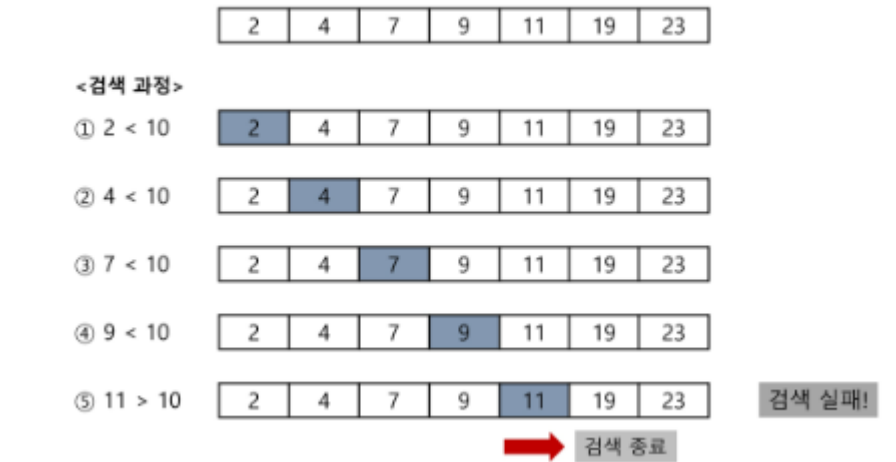 2 4 7 9 11 19 23
<검색 과정>
① 2 < 10 2 4 7 9 11 19 23
② 4 < 10 2 4 7 9 11 19 23
③ 7 < 10 2 4 7 9 11 19 23
④ 9 < 10 2 4 7 9 11 19 23
⑤ 11 > 10 2 4 7 9 11 19 23 검색 실패!
검색 종료